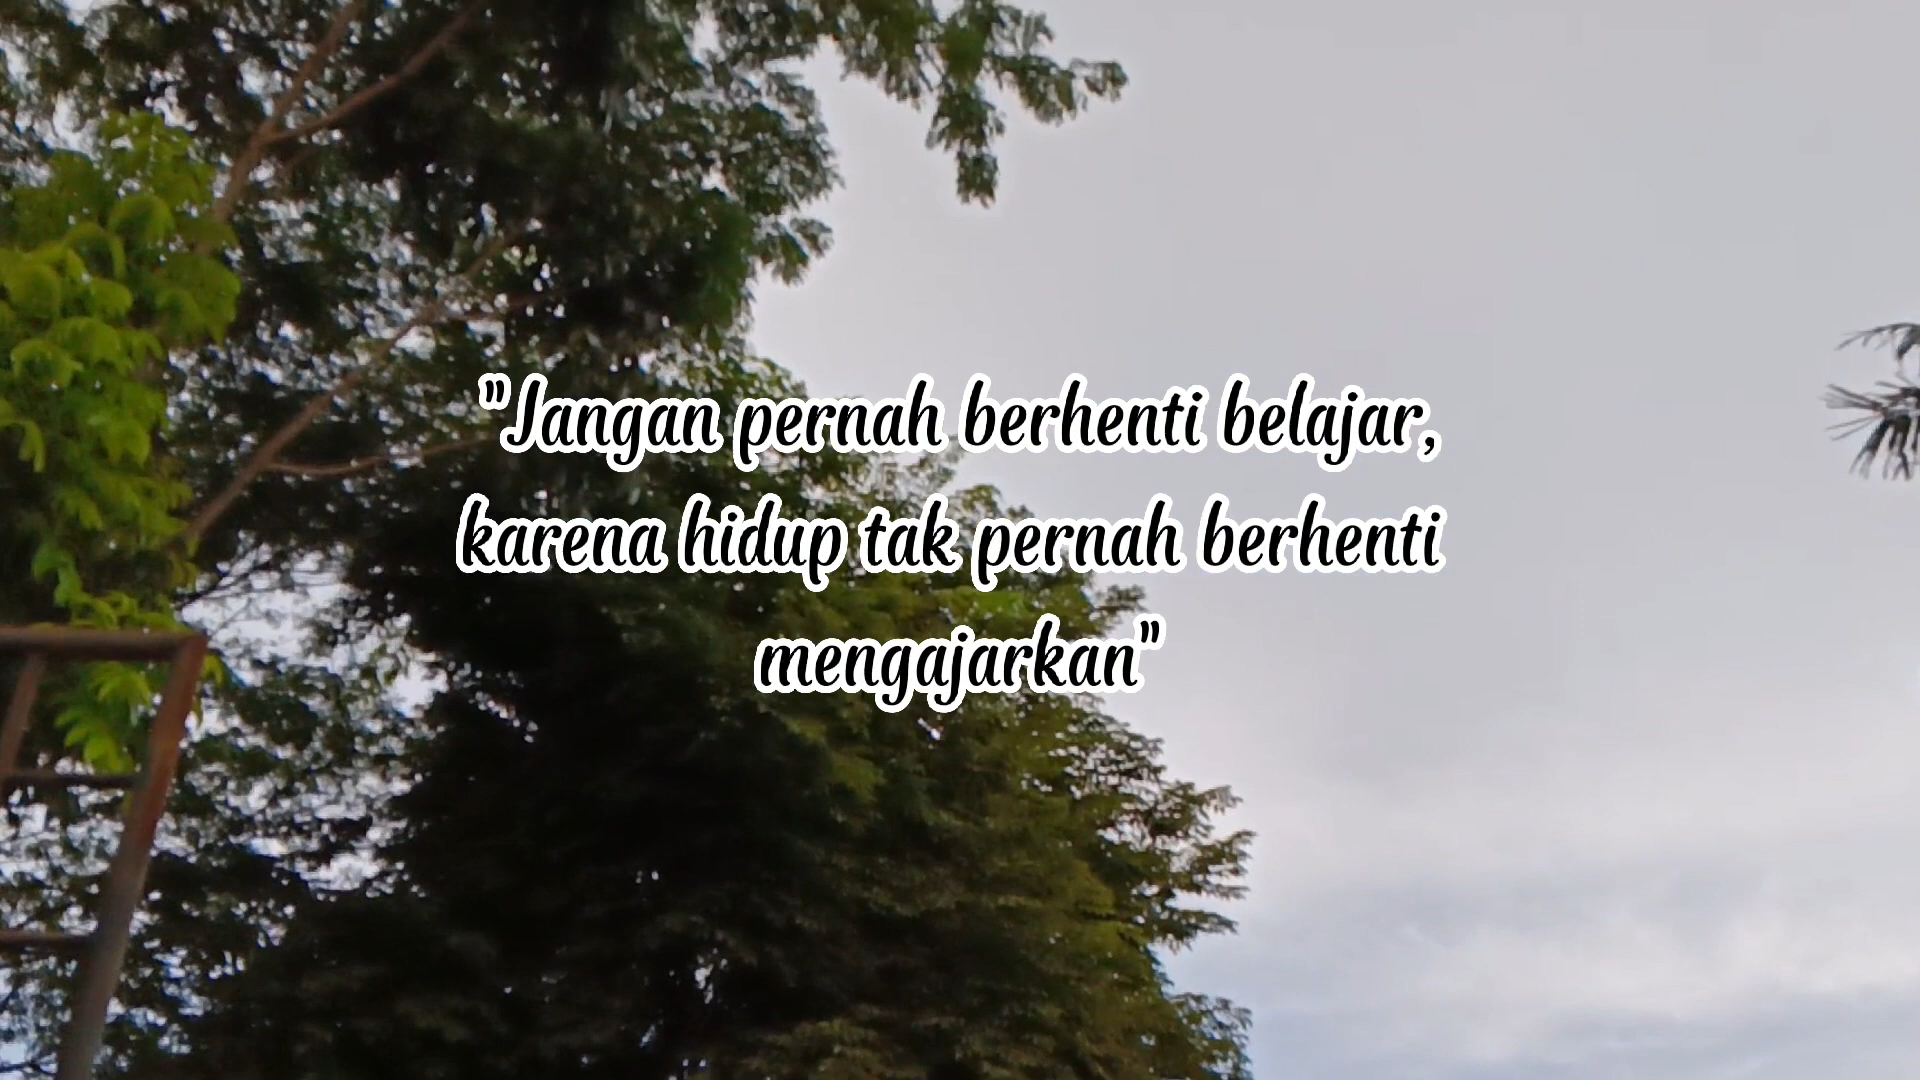 "Jangan pernah berhenti belajar,
karena hidup tak pernah berhenti
mengajarkan"